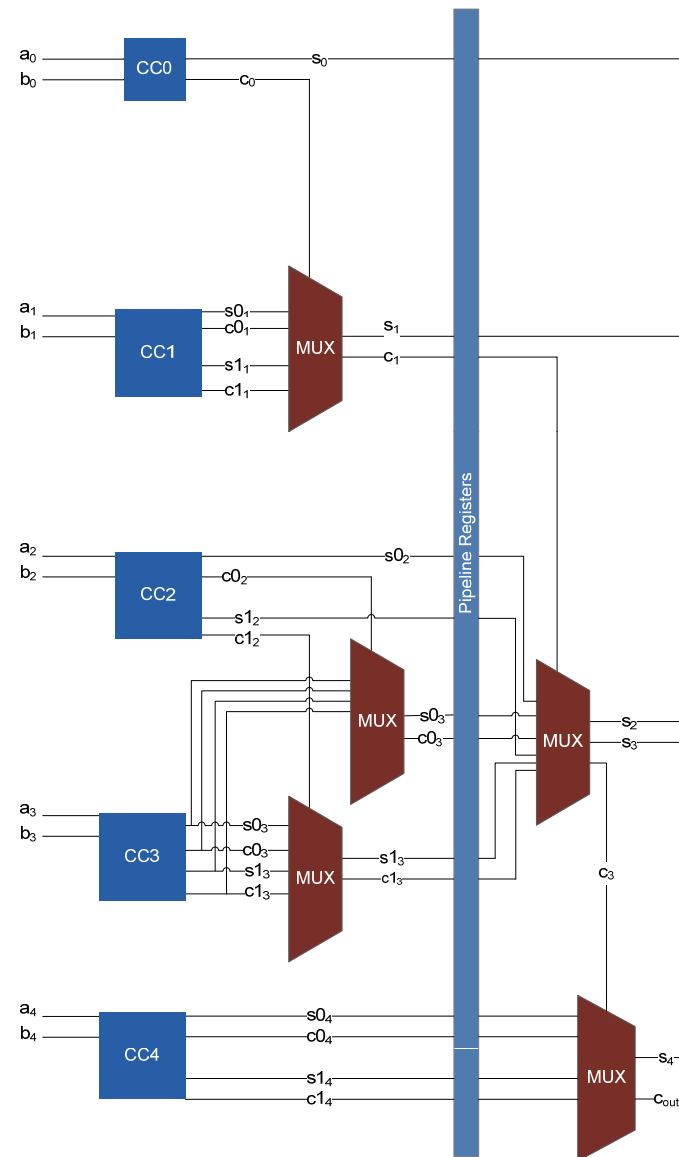 a₀
b₀
CC0
s₀
c₀
a₁
b₁
CC1
s0₁
c0₁
s1₁
c1₁
MUX
s₁
c₁
Pipeline Registers
a₂
b₂
CC2
s0₂
c0₂
s1₂
c1₂
MUX
s0₃
c0₃
MUX
s₂
s₃
a₃
b₃
CC3
s0₃
c0₃
s1₃
c1₃
MUX
s1₃
c1₃
c₃
a₄
b₄
CC4
s0₄
c0₄
s1₄
c1₄
MUX
s₄
cout